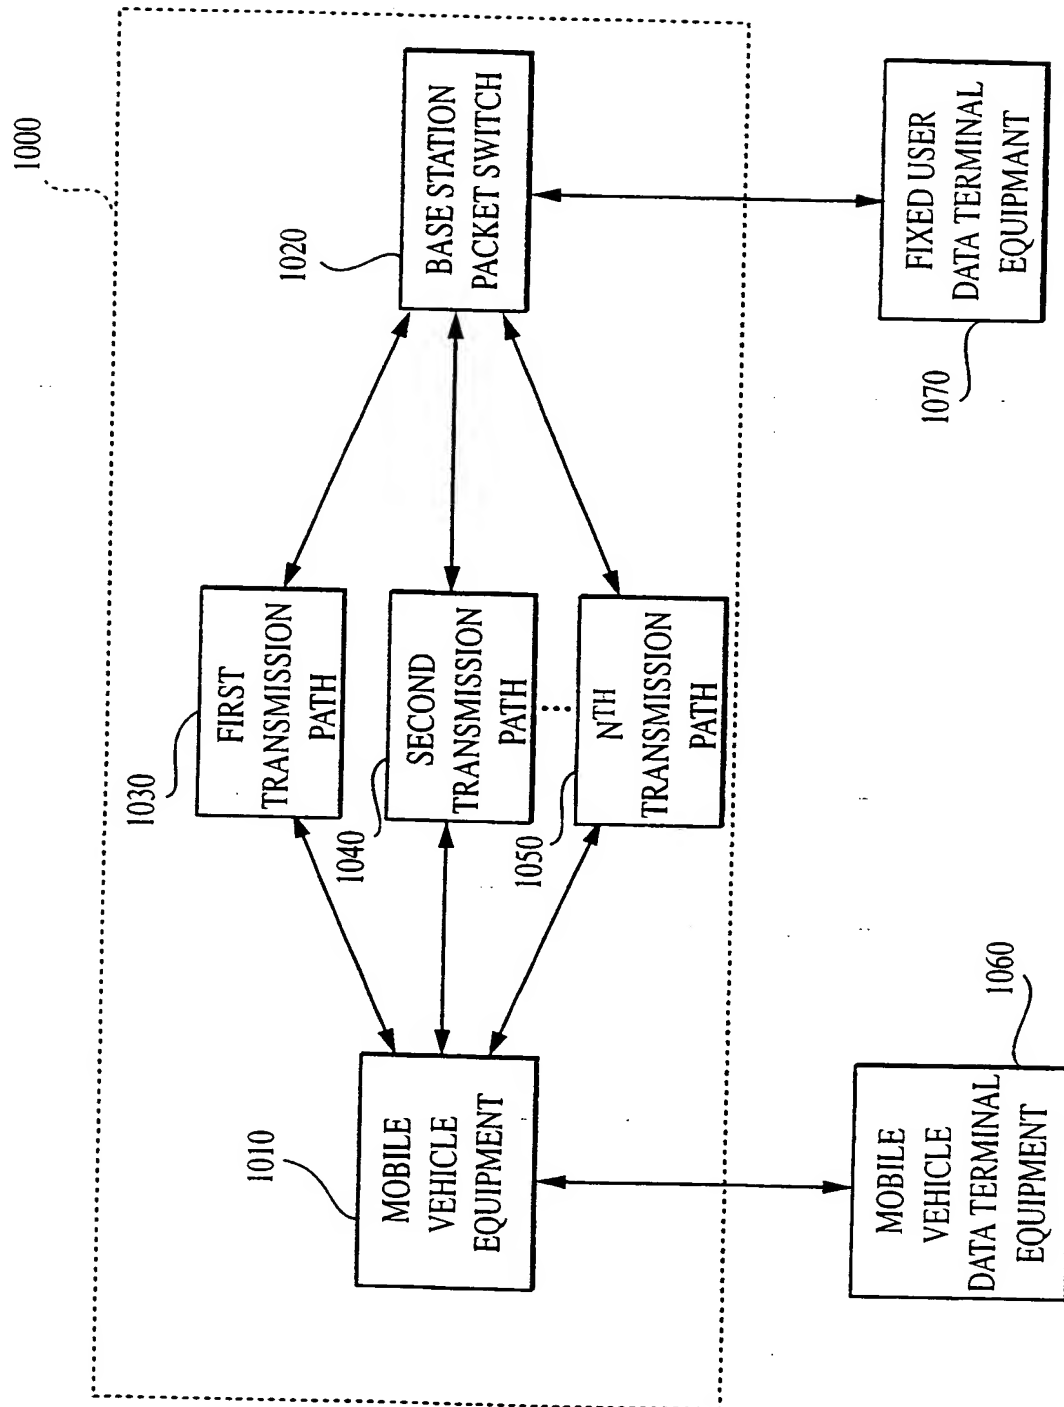 1000
1010
MOBILE
VEHICLE
EQUIPMENT
1030
FIRST
TRANSMISSION
PATH
1040
SECOND
TRANSMISSION
PATH
1050
NTH
TRANSMISSION
PATH
1020
BASE STATION
PACKET SWITCH
MOBILE
VEHICLE
DATA TERMINAL
EQUIPMENT
1060
FIXED USER
DATA TERMINAL
EQUIPMANT
1070